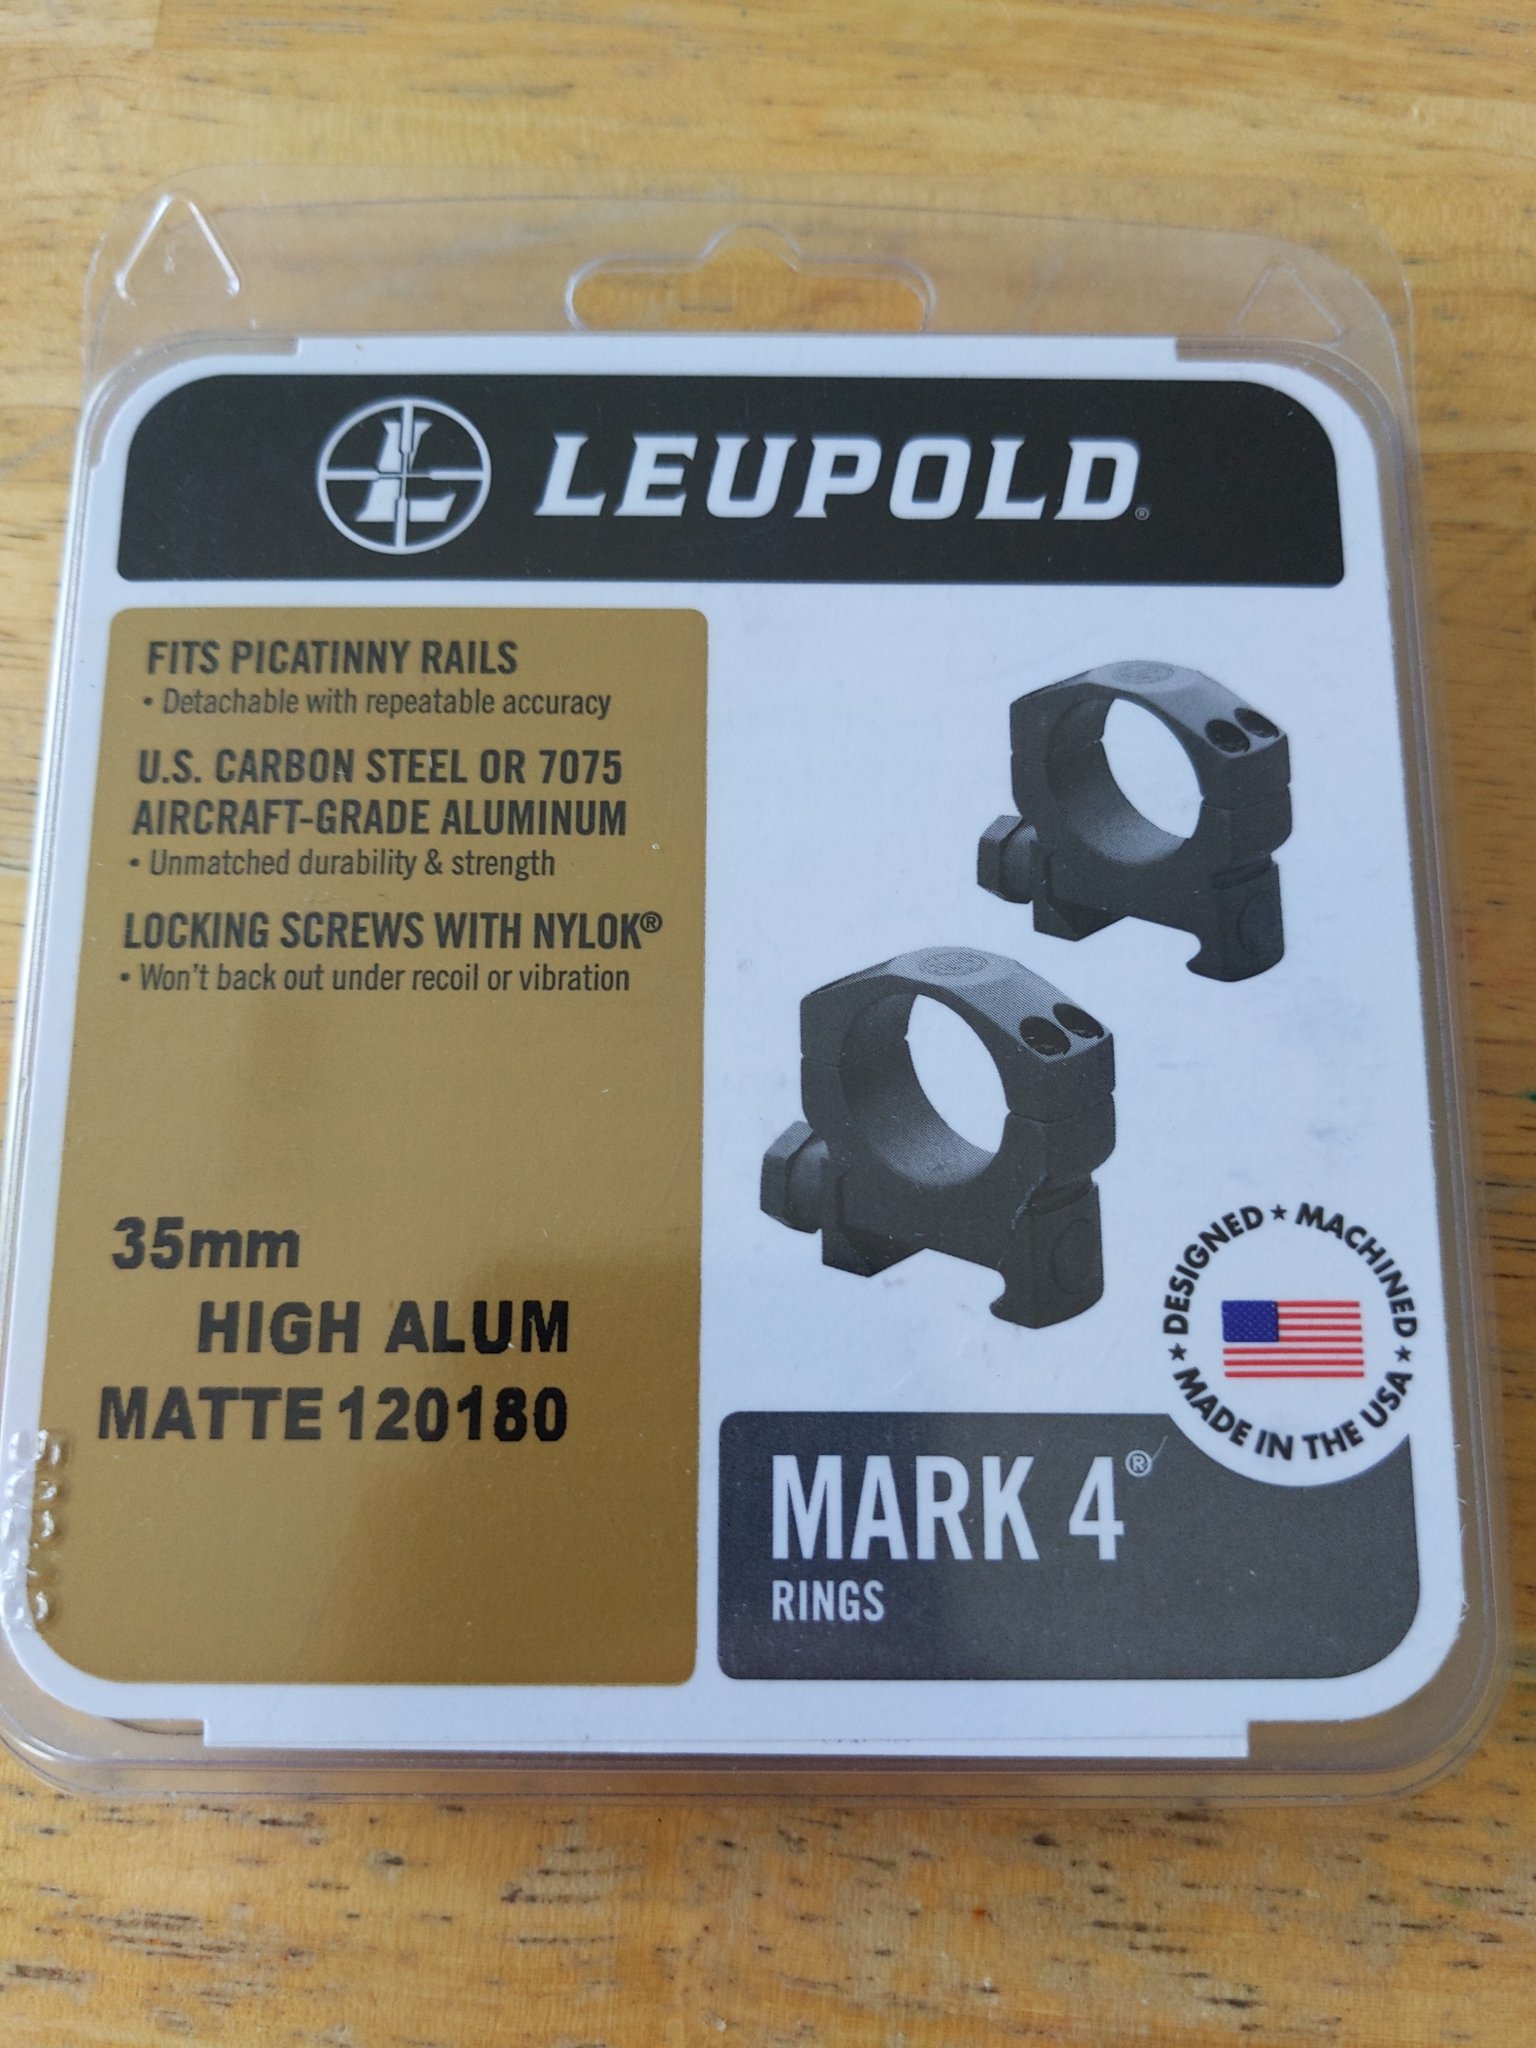 LEUPOLD®
FITS PICATINNY RAILS
• Detachable with repeatable accuracy
U.S. CARBON STEEL OR 7075
AIRCRAFT-GRADE ALUMINUM
• Unmatched durability & strength
LOCKING SCREWS WITH NYLOK®
• Won't back out under recoil or vibration
35mm
HIGH ALUM
MATTE 120180
DESIGNED ★ MACHINED ★ MADE IN THE USA ★
MARK 4®
RINGS